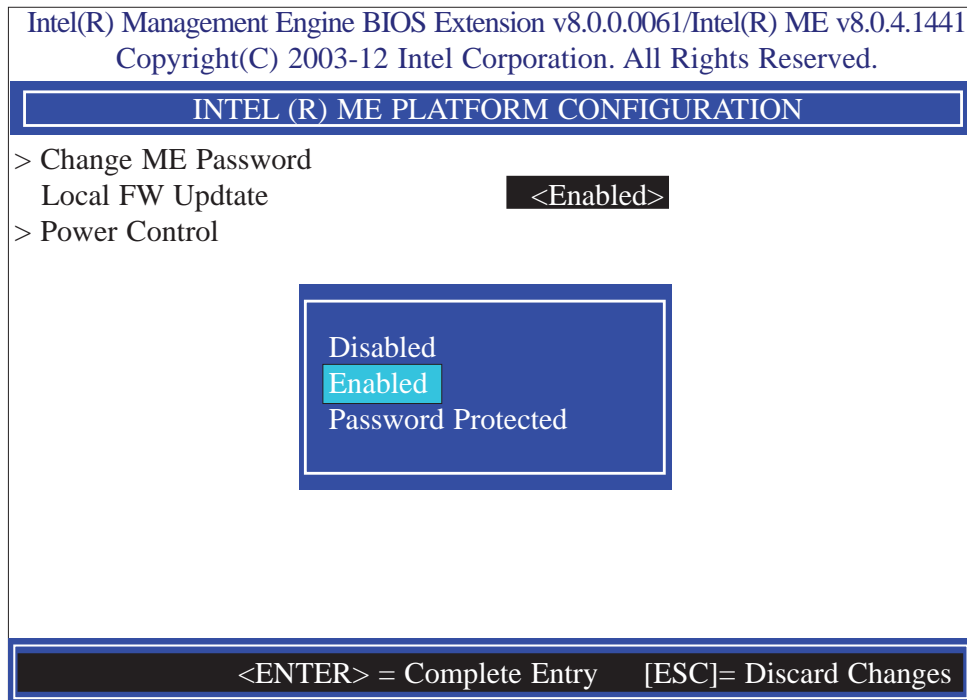 Intel(R) Management Engine BIOS Extension v8.0.0.0061/Intel(R) ME v8.0.4.1441
Copyright(C) 2003-12 Intel Corporation. All Rights Reserved.
INTEL (R) ME PLATFORM CONFIGURATION
> Change ME Password
Local FW Updtate <Enabled>
> Power Control
Disabled
Enabled
Password Protected
<ENTER> = Complete Entry [ESC]= Discard Changes